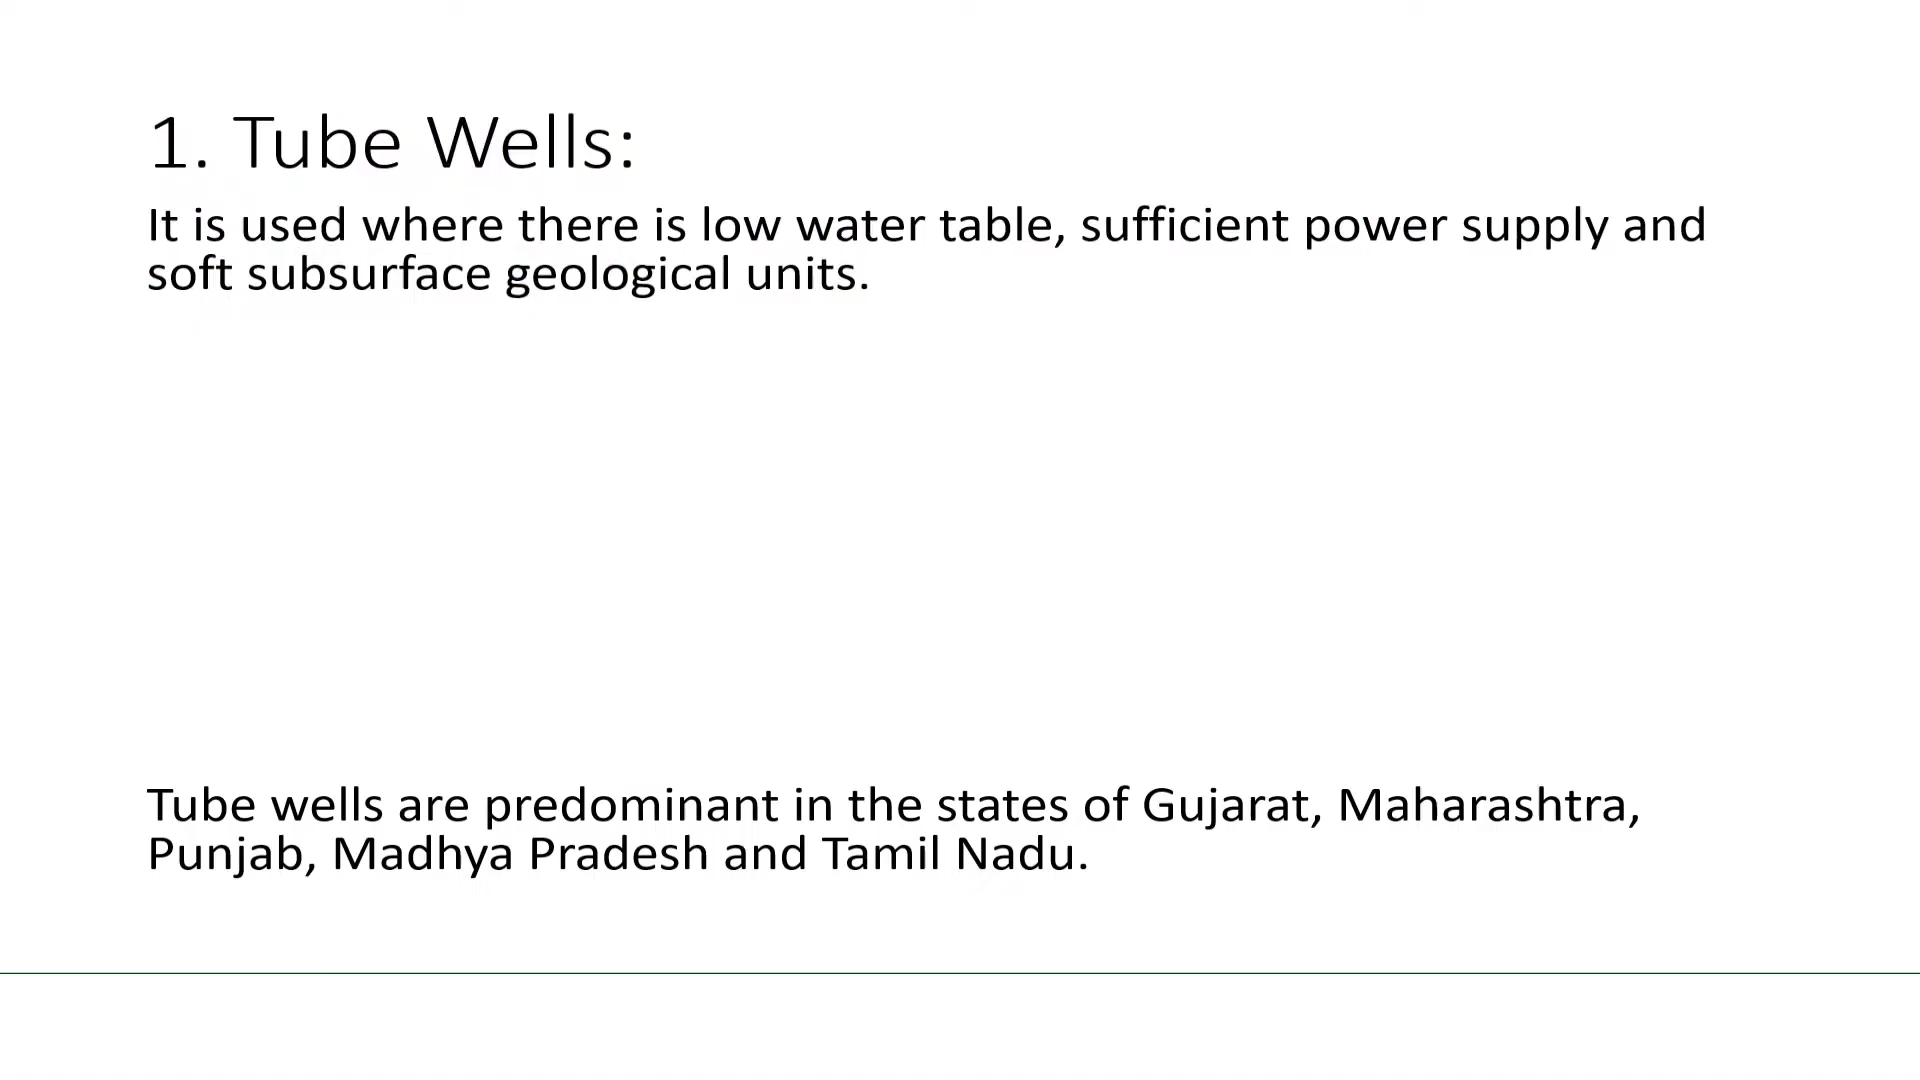 1. Tube Wells:
It is used where there is low water table, sufficient power supply and
soft subsurface geological units.
Tube wells are predominant in the states of Gujarat, Maharashtra,
Punjab, Madhya Pradesh and Tamil Nadu.